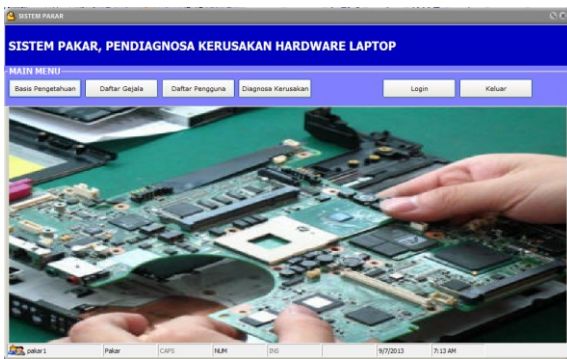 SISTEM PAKAR
SISTEM PAKAR, PENDIAGNOSA KERUSAKAN HARDWARE LAPTOP
MAIN MENU
Basis Pengetahuan Daftar Gejala Daftar Pengguna Diagnosa Kerusakan Login Keluar
pakar1 Pakar CAPS NUM INS 9/7/2013 7:13 AM